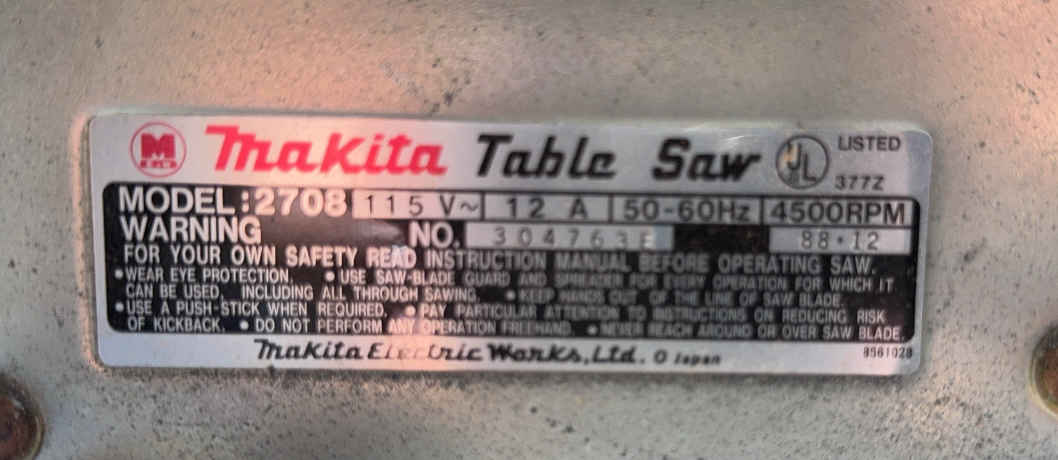 M Makita Table Saw UL LISTED
377Z
MODEL:2708 115 V~ 12 A 50-60Hz 4500RPM
WARNING NO. 304763E 88·12
FOR YOUR OWN SAFETY READ INSTRUCTION MANUAL BEFORE OPERATING SAW.
•WEAR EYE PROTECTION. •USE SAW-BLADE GUARD AND SPREADER FOR EVERY OPERATION FOR WHICH IT
CAN BE USED, INCLUDING ALL THROUGH SAWING. •KEEP HANDS OUT OF THE LINE OF SAW BLADE.
•USE A PUSH-STICK WHEN REQUIRED. •PAY PARTICULAR ATTENTION TO INSTRUCTIONS ON REDUCING RISK
OF KICKBACK. •DO NOT PERFORM ANY OPERATION FREEHAND. •NEVER REACH AROUND OR OVER SAW BLADE.
Makita Electric Works, Ltd. Japan